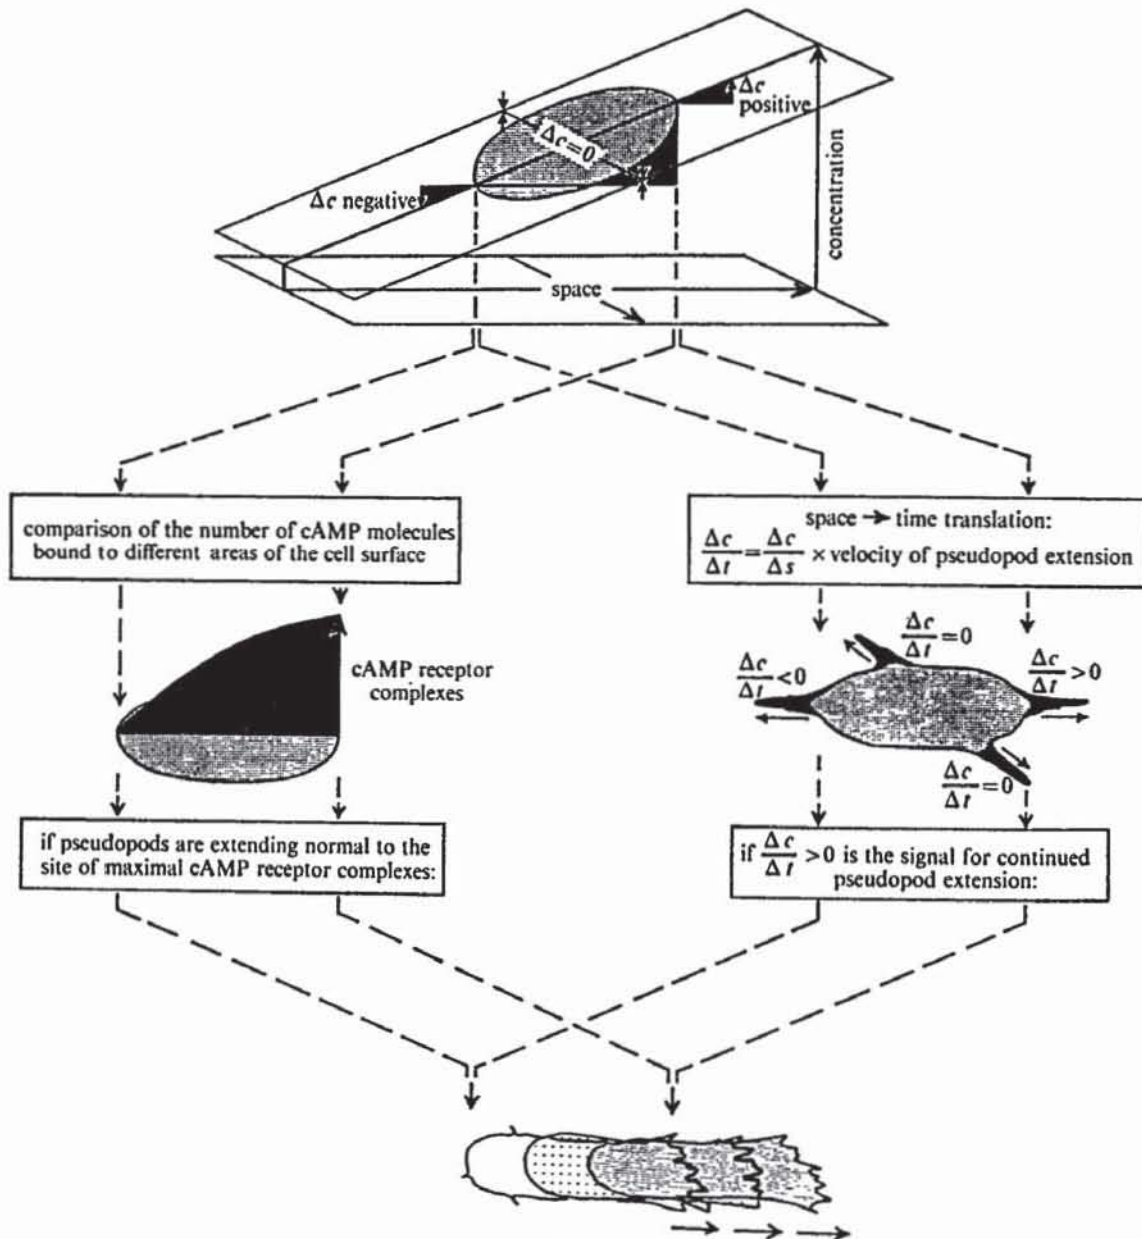 Δc
positive
Δc=0
Δc negative
concentration
space
comparison of the number of cAMP molecules
bound to different areas of the cell surface
space → time translation:
Δc/Δt = Δc/Δs × velocity of pseudopod extension
cAMP receptor
complexes
Δc/Δt=0
Δc/Δt<0
Δc/Δt>0
Δc/Δt=0
if pseudopods are extending normal to the
site of maximal cAMP receptor complexes:
if Δc/Δt >0 is the signal for continued
pseudopod extension: